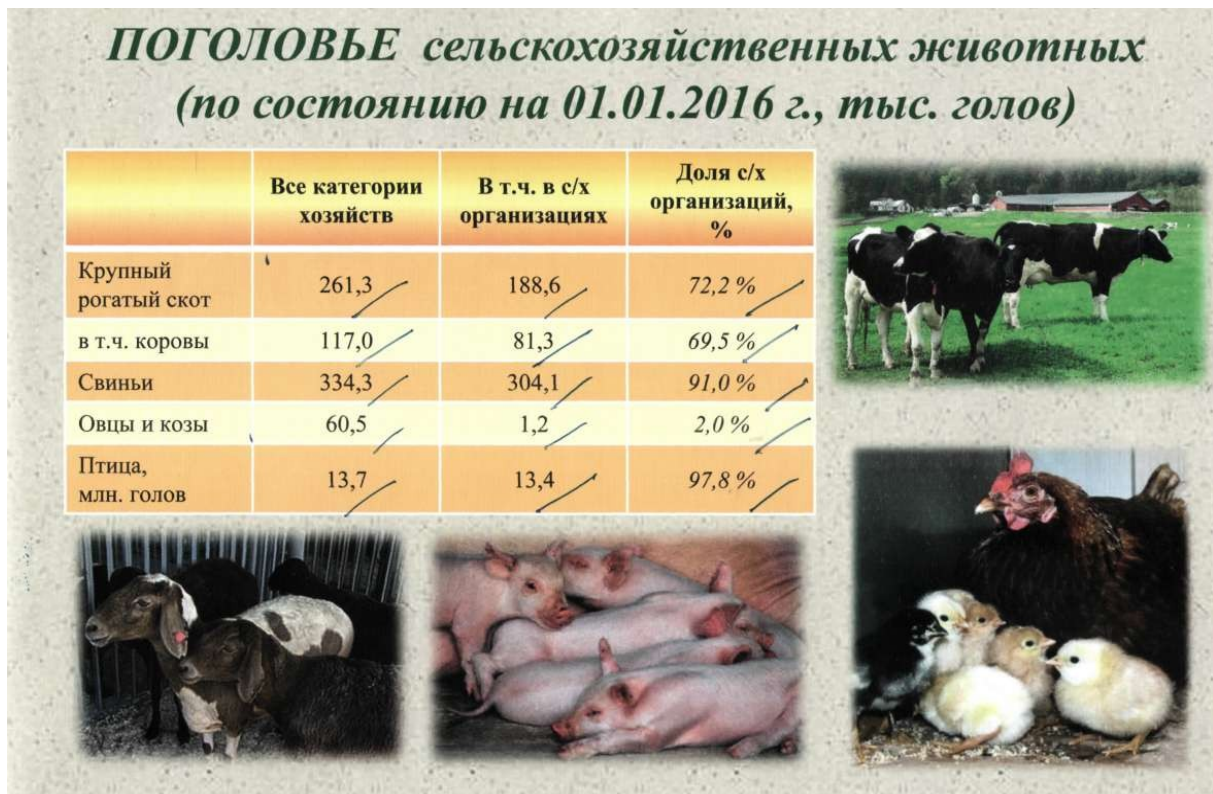 ПОГОЛОВЬЕ сельскохозяйственных животных
(по состоянию на 01.01.2016 г., тыс. голов)
Все категории хозяйств В т.ч. в с/х организациях Доля с/х организаций, %
Крупный рогатый скот 261,3 188,6 72,2 %
в т.ч. коровы 117,0 81,3 69,5 %
Свиньи 334,3 304,1 91,0 %
Овцы и козы 60,5 1,2 2,0 %
Птица, млн. голов 13,7 13,4 97,8 %